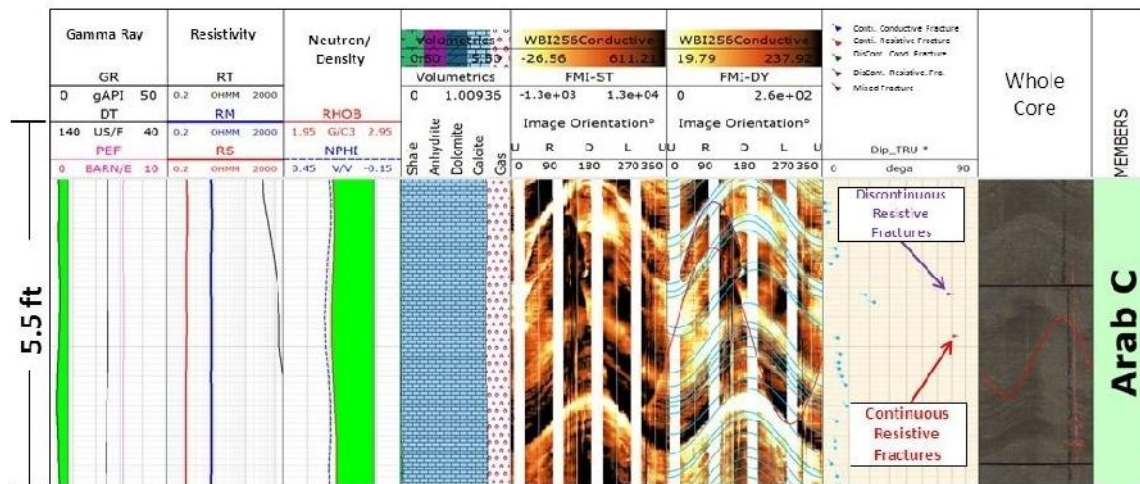 Gamma Ray
GR
0 gAPI 50
DT
140 US/F 40
PEF
0 BARN/E 10
Resistivity
RT
0.2 OHMM 2000
RM
0.2 OHMM 2000
RS
0.2 OHMM 2000
Neutron/
Density
RHOB
1.95 G/C3 2.95
NPHI
0.45 V/V -0.15
Volumetrics
Volumetrics
0 1.00935
Shale
Anhydrite
Dolomite
Calcite
Gas
WBI256Conductive
-26.56 611.21
FMI-ST
-1.3e+03 1.3e+04
Image Orientation°
U R D L U
0 90 180 270 360
WBI256Conductive
19.79 237.92
FMI-DY
0 2.6e+02
Image Orientation°
U R D L U
0 90 180 270 360
Conti. Conductive Fracture
Conti. Resistive Fracture
DisCont. Cond. Fracture
DisCont. Resistive. Fra.
Mixed Fracture
Dip_TRU °
0 dega 90
Whole
Core
MEMBERS
5.5 ft
Discontinuous
Resistive
Fractures
Continuous
Resistive
Fractures
Arab C